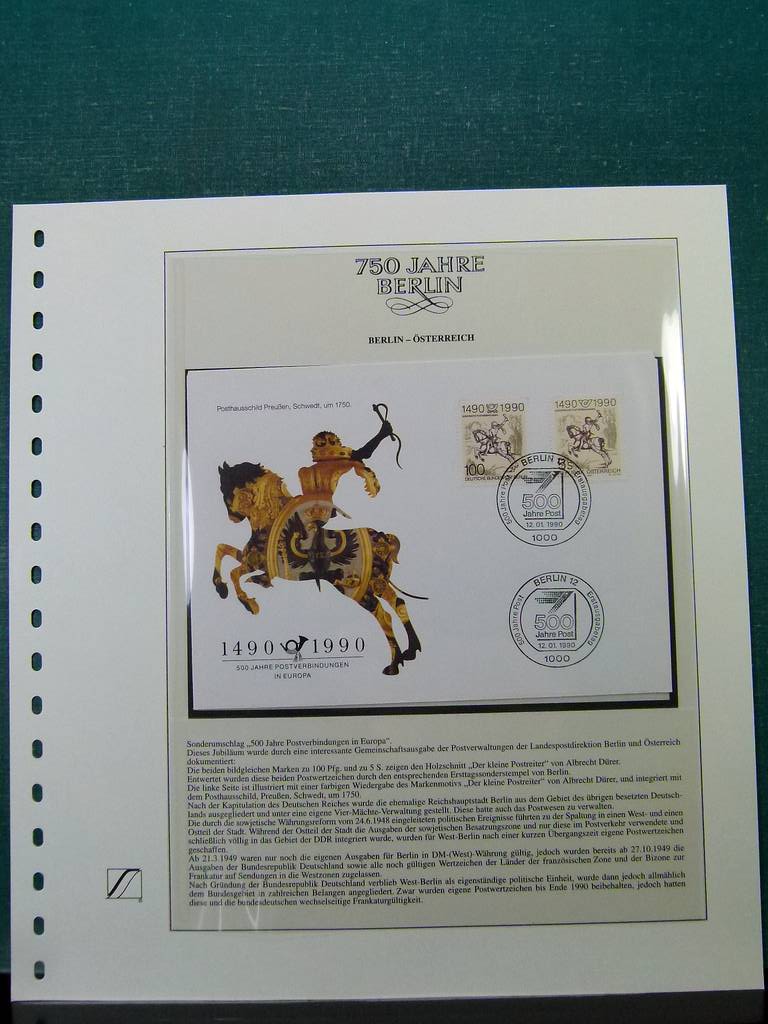 750 JAHRE
BERLIN
BERLIN – ÖSTERREICH
Posthausschild Preußen, Schwedt, um 1750.
1490 1990
100
DEUTSCHE BUNDESPOST
1490 1990
ÖSTERREICH
BERLIN 12
500 Jahre Post
Erstausgabetag
500
Jahre Post
12.01.1990
1000
BERLIN 12
500 Jahre Post
Erstausgabetag
500
Jahre Post
12.01.1990
1000
1490 1990
500 JAHRE POSTVERBINDUNGEN
IN EUROPA
Sonderumschlag „500 Jahre Postverbindungen in Europa".
Dieses Jubiläum wurde durch eine interessante Gemeinschaftsausgabe der Postverwaltungen der Landespostdirektion Berlin und Österreich
dokumentiert:
Die beiden bildgleichen Marken zu 100 Pfg. und zu 5 S. zeigen den Holzschnitt „Der kleine Postreiter" von Albrecht Dürer.
Entwertet wurden diese beiden Postwertzeichen durch den entsprechenden Ersttagssonderstempel von Berlin.
Die linke Seite ist illustriert mit einer farbigen Wiedergabe des Markenmotivs „Der kleine Postreiter" von Albrecht Dürer, und integriert mit
dem Posthausschild, Preußen, Schwedt, um 1750.
Nach der Kapitulation des Deutschen Reiches wurde die ehemalige Reichshauptstadt Berlin aus dem Gebiet des übrigen besetzten Deutsch-
lands ausgegliedert und unter eine eigene Vier-Mächte-Verwaltung gestellt. Diese hatte auch das Postwesen zu verwalten.
Die durch die sowjetische Währungsreform vom 24.6.1948 eingeleiteten politischen Ereignisse führten zu der Spaltung in einen West- und einen
Ostteil der Stadt. Während der Ostteil der Stadt die Ausgaben der sowjetischen Besatzungszone und nur diese im Postverkehr verwendete und
schließlich völlig in das Gebiet der DDR integriert wurde, wurden für West-Berlin nach einer kurzen Übergangszeit eigene Postwertzeichen
geschaffen.
Ab 21.3.1949 waren nur noch die eigenen Ausgaben für Berlin in DM-(West)-Währung gültig, jedoch wurden bereits ab 27.10.1949 die
Ausgaben der Bundesrepublik Deutschland sowie alle noch gültigen Wertzeichen der Länder der französischen Zone und der Bizone zur
Frankatur auf Sendungen in die Westzonen zugelassen.
Nach Gründung der Bundesrepublik Deutschland verblieb West-Berlin als eigenständige politische Einheit, wurde dann jedoch allmählich
dem Bundesgebiet in zahlreichen Belangen angegliedert. Zwar wurden eigene Postwertzeichen bis Ende 1990 beibehalten, jedoch hatten
diese und die bundesdeutschen wechselseitige Frankaturgültigkeit.